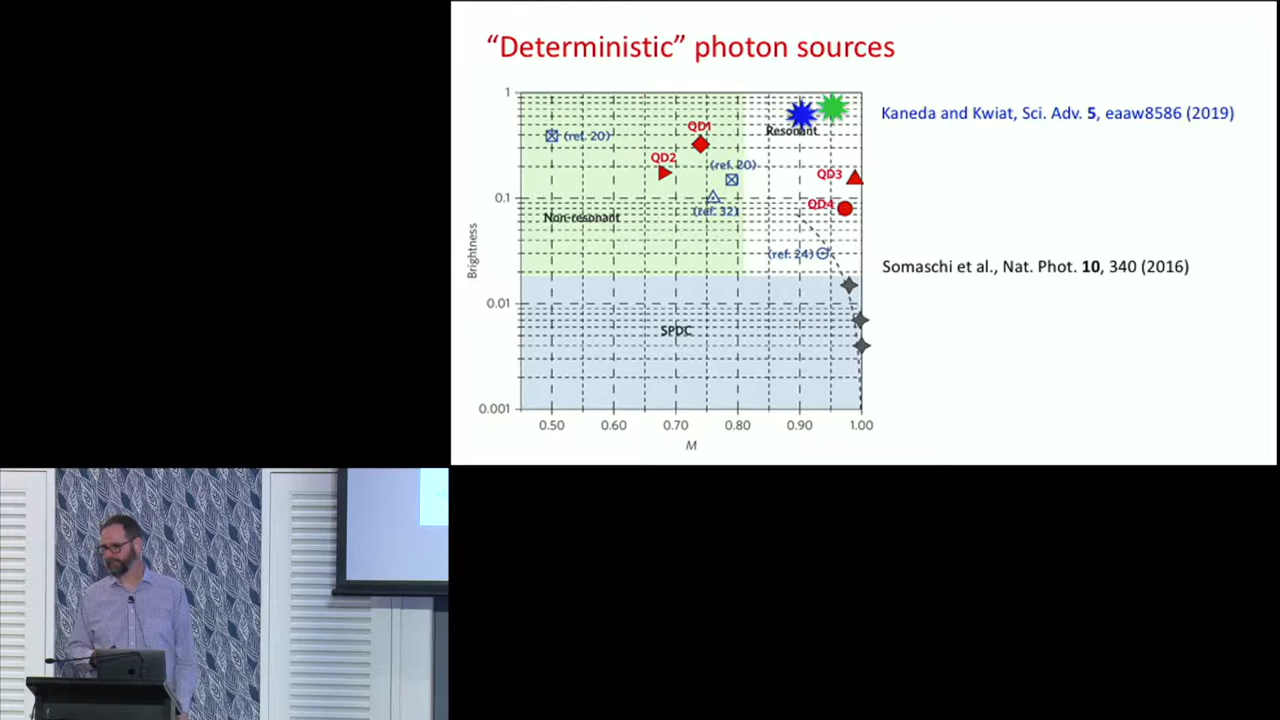 "Deterministic" photon sources
Kaneda and Kwiat, Sci. Adv. 5, eaaw8586 (2019)
Somaschi et al., Nat. Phot. 10, 340 (2016)
Brightness
1
0.1
0.01
0.001
(ref. 20)
QD1
QD2
(ref. 20)
(ref. 32)
Resonant
QD3
QD4
Non-resonant
(ref. 24)
SPDC
0.50 0.60 0.70 0.80 0.90 1.00
M